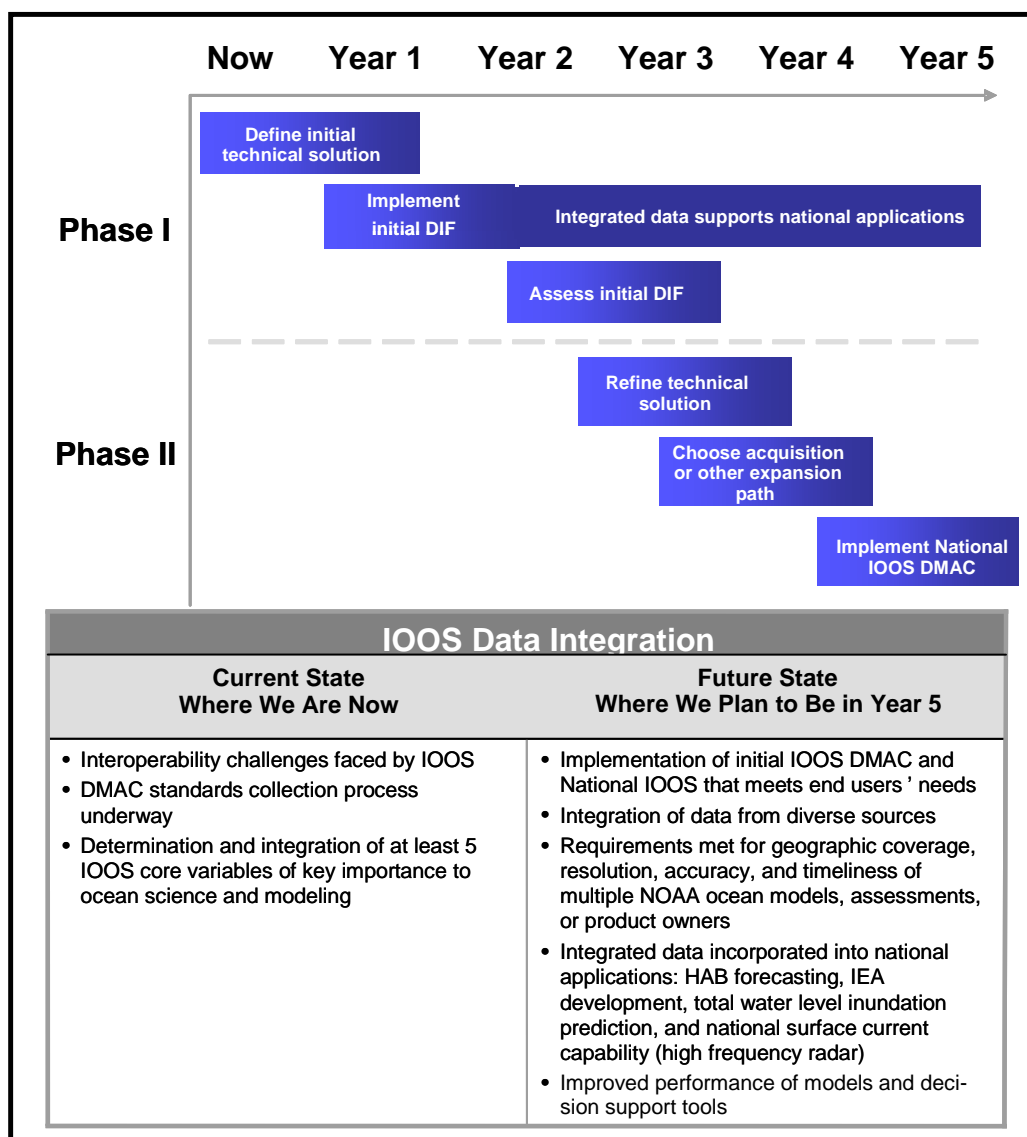 Now Year 1 Year 2 Year 3 Year 4 Year 5
Define initial
technical solution
Phase I
Implement
initial DIF
Integrated data supports national applications
Assess initial DIF
Phase II
Refine technical
solution
Choose acquisition
or other expansion
path
Implement National
IOOS DMAC
IOOS Data Integration
Current State
Where We Are Now
• Interoperability challenges faced by IOOS
• DMAC standards collection process
underway
• Determination and integration of at least 5
IOOS core variables of key importance to
ocean science and modeling
Future State
Where We Plan to Be in Year 5
• Implementation of initial IOOS DMAC and
National IOOS that meets end users ’ needs
• Integration of data from diverse sources
• Requirements met for geographic coverage,
resolution, accuracy, and timeliness of
multiple NOAA ocean models, assessments,
or product owners
• Integrated data incorporated into national
applications: HAB forecasting, IEA
development, total water level inundation
prediction, and national surface current
capability (high frequency radar)
• Improved performance of models and deci-
sion support tools